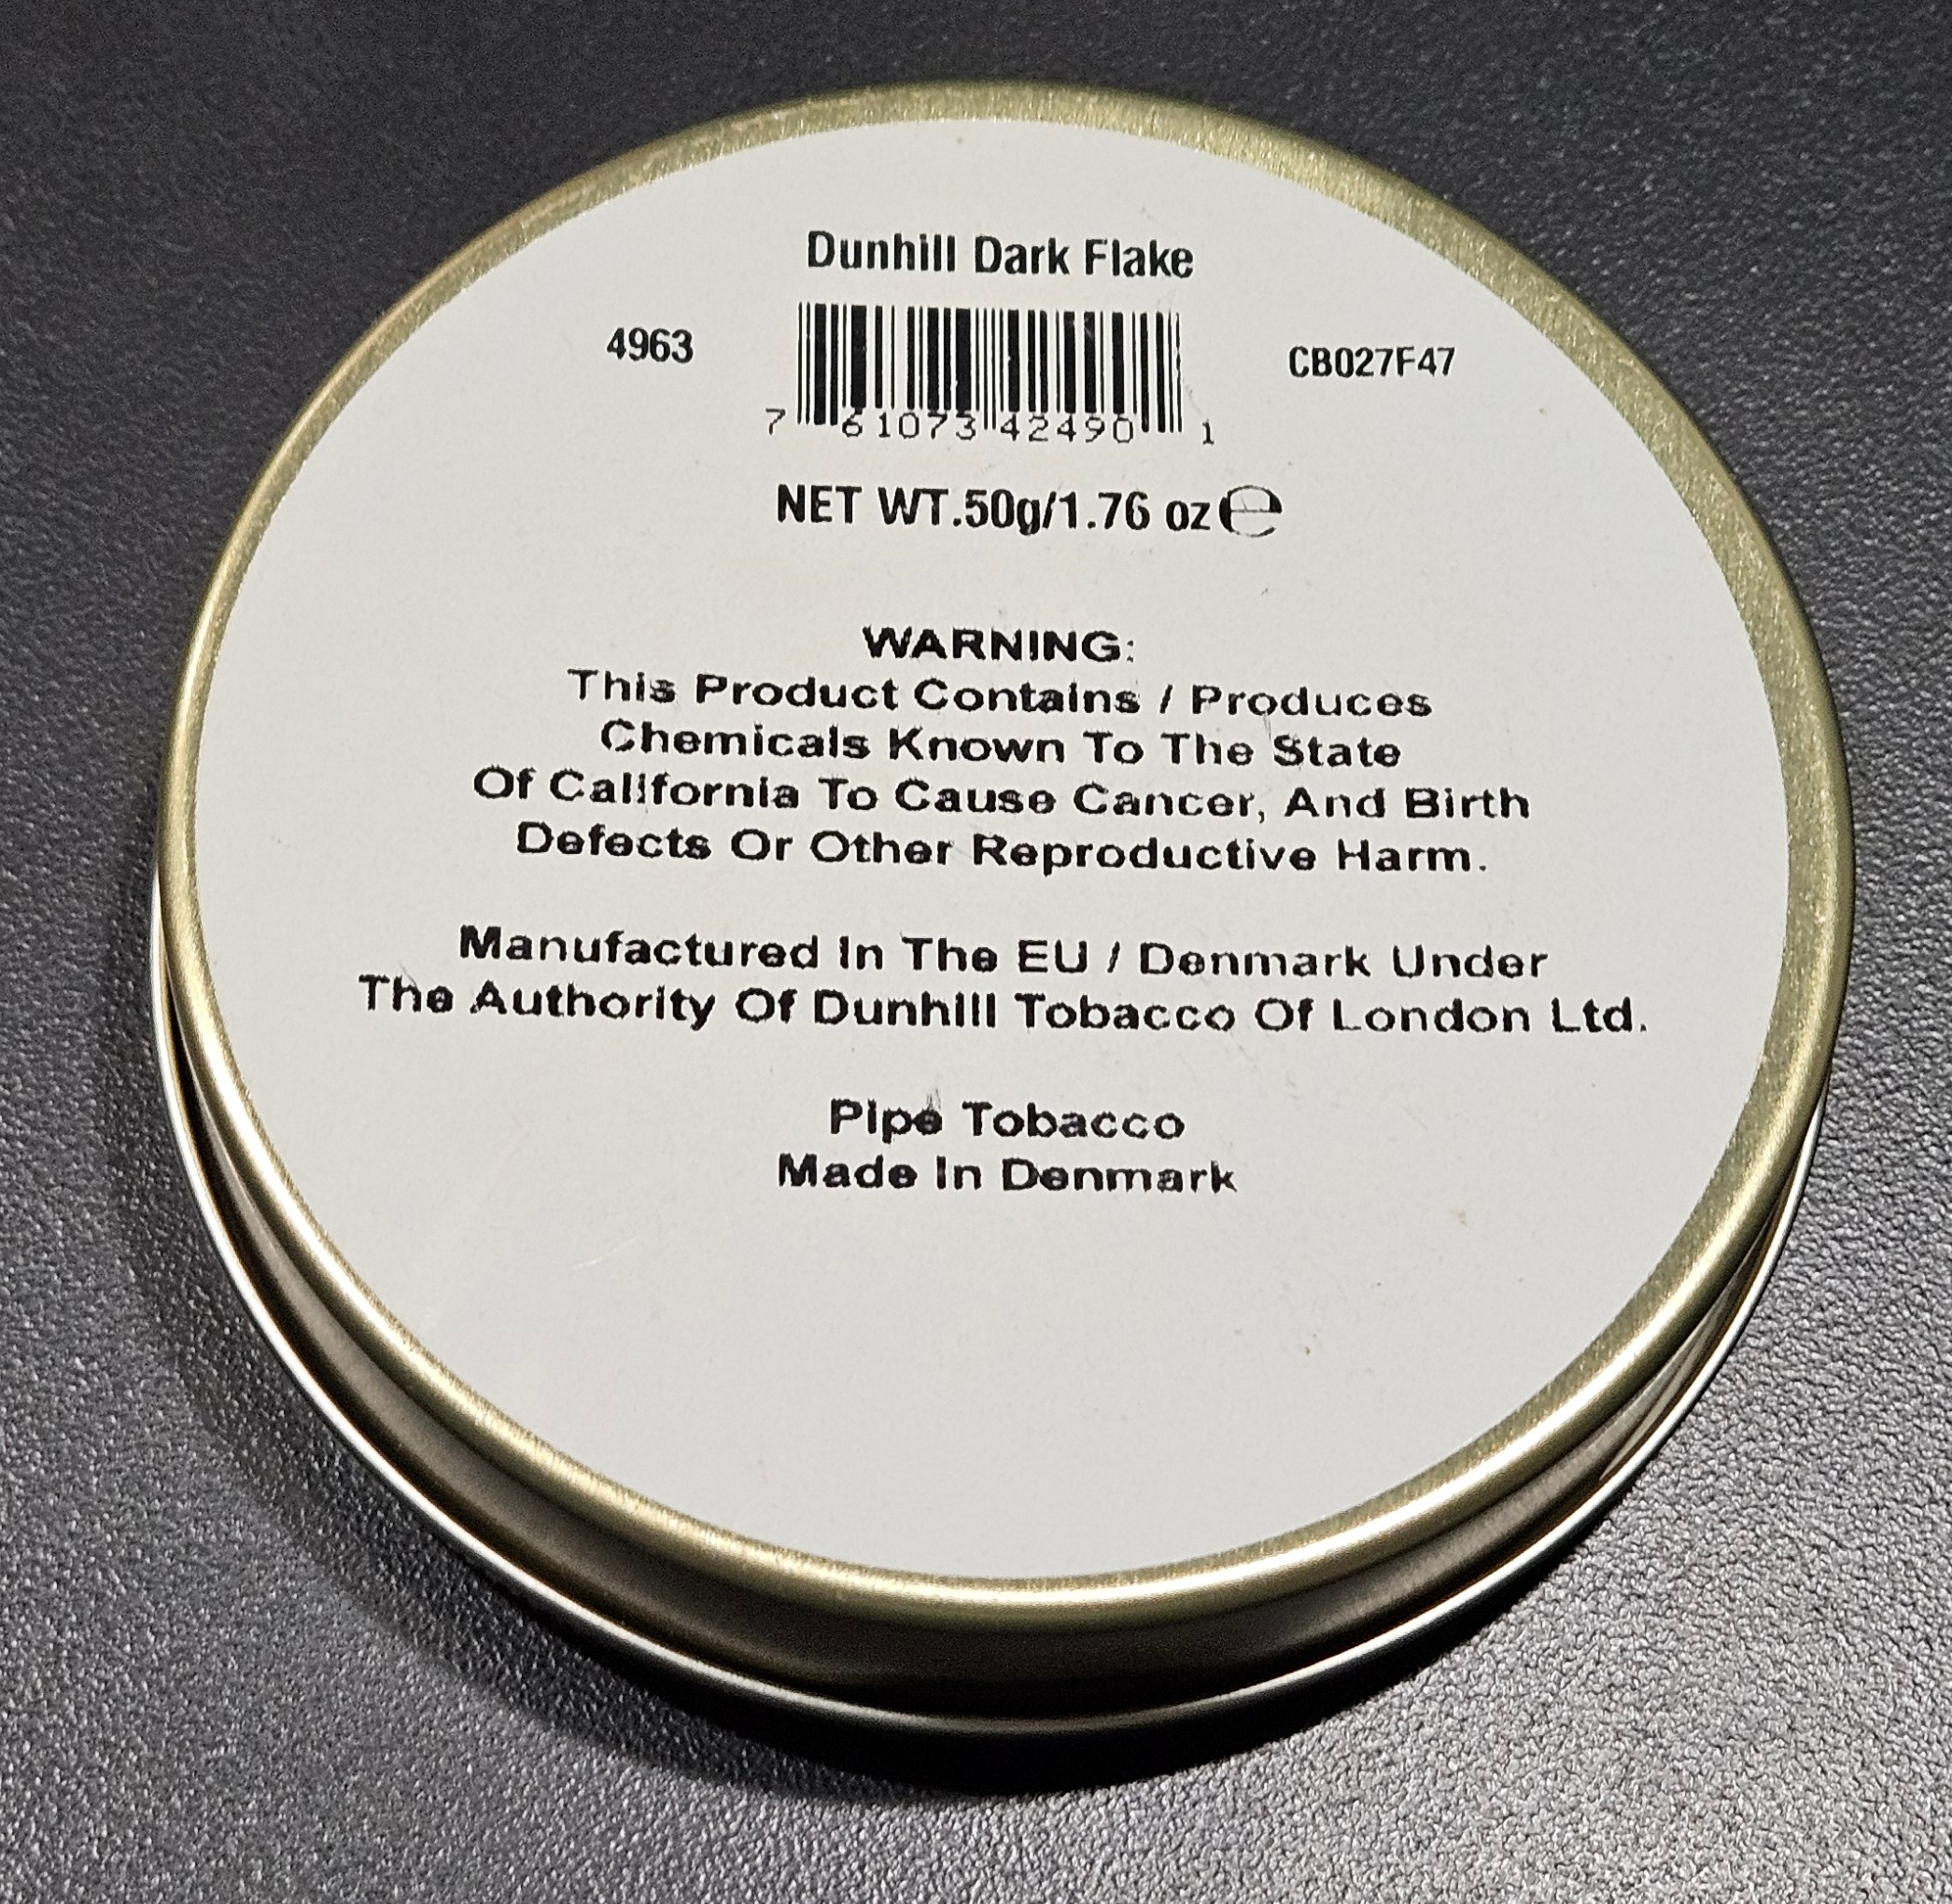 Dunhill Dark Flake
4963
CB027F47
7 61073 42490 1
NET WT.50g/1.76 oz ℮
WARNING:
This Product Contains / Produces
Chemicals Known To The State
Of California To Cause Cancer, And Birth
Defects Or Other Reproductive Harm.
Manufactured In The EU / Denmark Under
The Authority Of Dunhill Tobacco Of London Ltd.
Pipe Tobacco
Made In Denmark